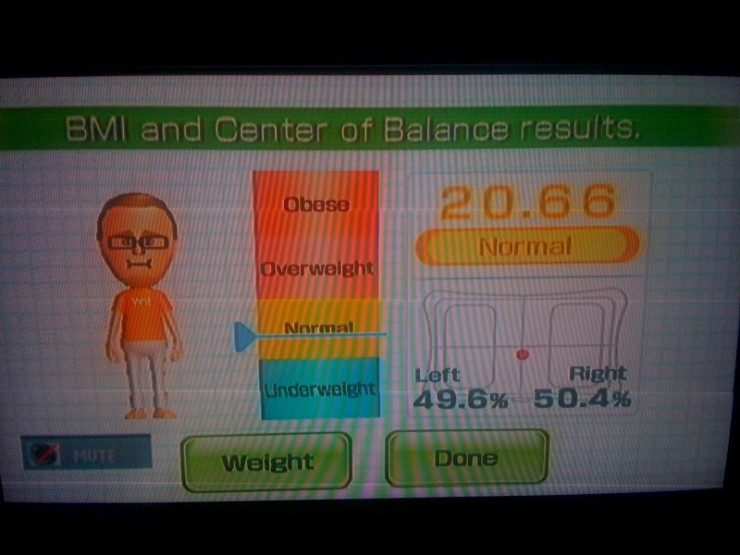 BMI and Center of Balance results.
Obese
Overweight
Normal
Underweight
20.66
Normal
Left
49.6%
Right
50.4%
Wii
MUTE
Weight
Done